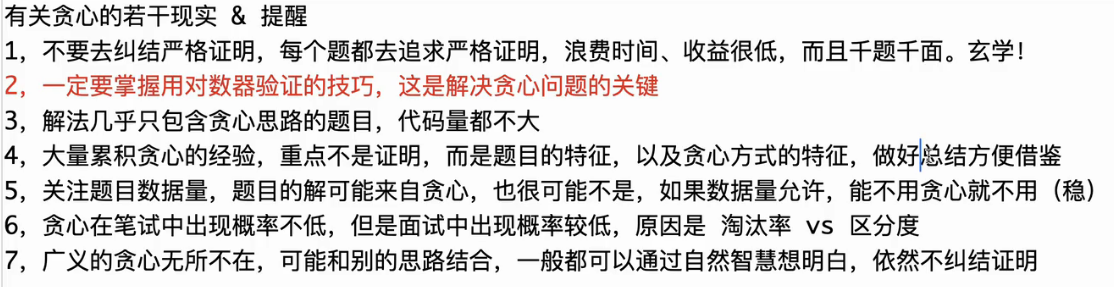 有关贪心的若干现实 & 提醒
1，不要去纠结严格证明，每个题都去追求严格证明，浪费时间、收益很低，而且千题千面。玄学！
2，一定要掌握用对数器验证的技巧，这是解决贪心问题的关键
3，解法几乎只包含贪心思路的题目，代码量都不大
4，大量累积贪心的经验，重点不是证明，而是题目的特征，以及贪心方式的特征，做好总结方便借鉴
5，关注题目数据量，题目的解可能来自贪心，也很可能不是，如果数据量允许，能不用贪心就不用（稳）
6，贪心在笔试中出现概率不低，但是面试中出现概率较低，原因是 淘汰率 vs 区分度
7，广义的贪心无所不在，可能和别的思路结合，一般都可以通过自然智慧想明白，依然不纠结证明